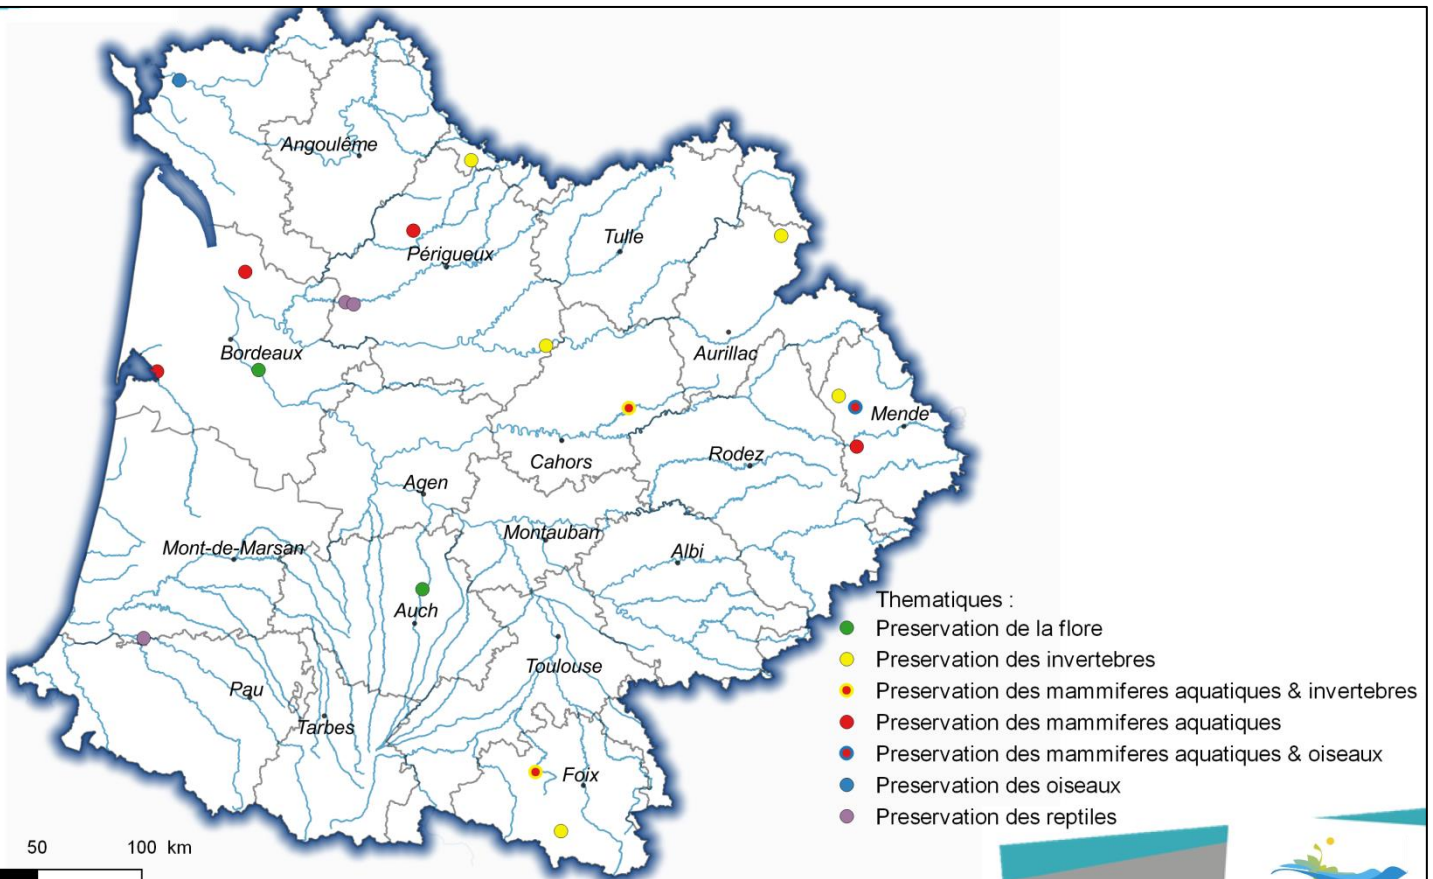 Angoulême
Périgueux
Tulle
Bordeaux
Aurillac
Mende
Cahors
Rodez
Agen
Mont-de-Marsan
Montauban
Albi
Auch
Toulouse
Pau
Tarbes
Foix
Thematiques :
Preservation de la flore
Preservation des invertebres
Preservation des mammiferes aquatiques & invertebres
Preservation des mammiferes aquatiques
Preservation des mammiferes aquatiques & oiseaux
Preservation des oiseaux
Preservation des reptiles
50 100 km